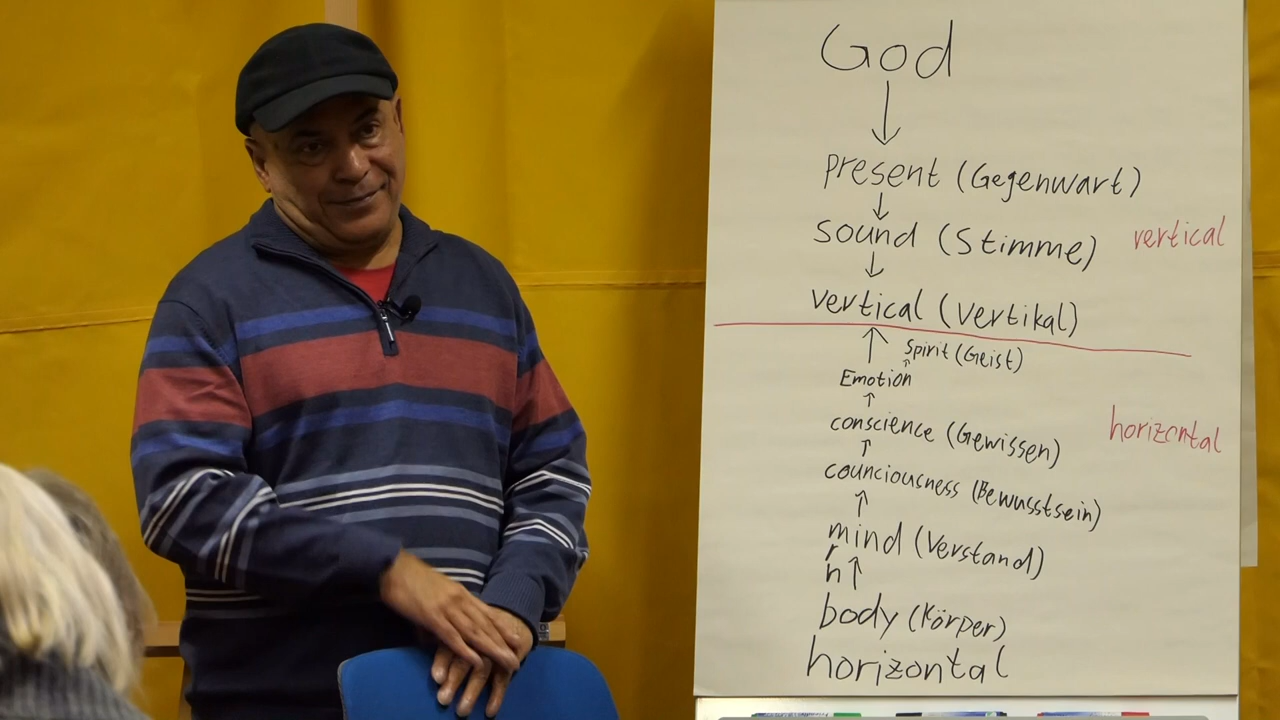 God
present (Gegenwart)
sound (Stimme)
vertical
vertical (Vertikal)
Spirit (Geist)
Emotion
conscience (Gewissen)
horizontal
counciousness (Bewusstsein)
mind (Verstand)
r
n
body (Körper)
horizontal